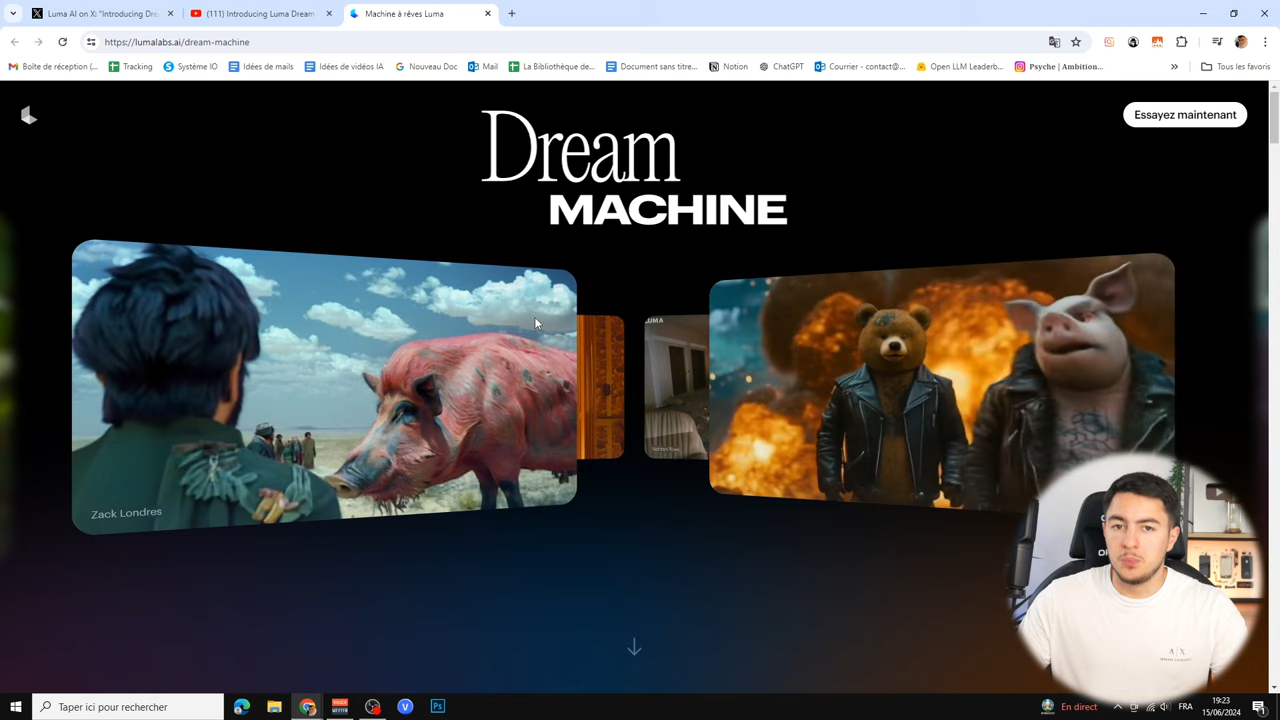 Luma AI on X: "Introducing Dre
(111) Introducing Luma Dream
Machine à rêves Luma
https://lumalabs.ai/dream-machine
Boîte de réception (...
Tracking
Système IO
Idées de mails
Idées de vidéos IA
Nouveau Doc
Mail
La Bibliothèque de...
Document sans titre...
Notion
ChatGPT
Courrier - contact@...
Open LLM Leaderb...
Psyche | Ambition...
Tous les favoris
Essayez maintenant
Dream
MACHINE
LUMA
Zack Londres
A|X
Taper ici pour rechercher
Ps
En direct
FRA
19:23
15/06/2024